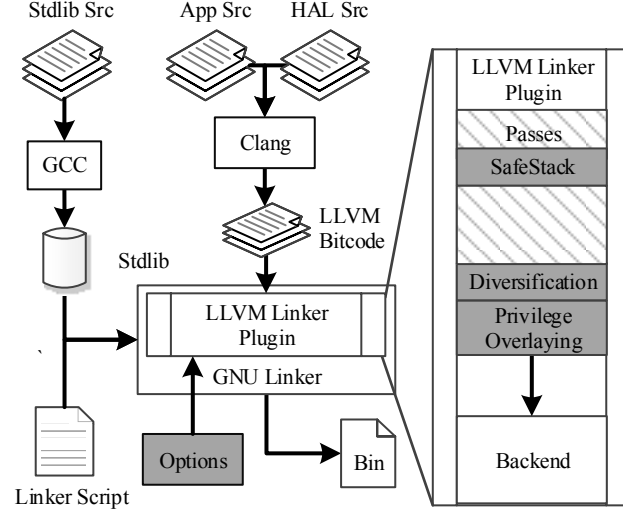 Stdlib Src
App Src
HAL Src
GCC
Clang
LLVM
Bitcode
Stdlib
LLVM Linker
Plugin
GNU Linker
Options
Bin
Linker Script
`
LLVM Linker
Plugin
Passes
SafeStack
Diversification
Privilege
Overlaying
Backend